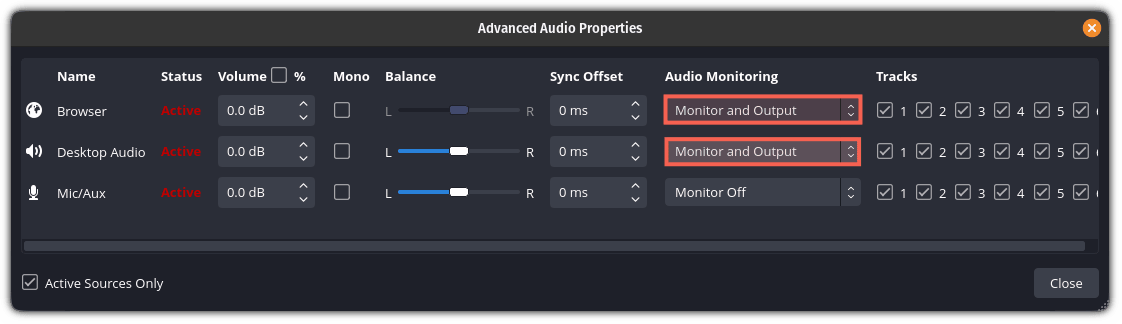 Advanced Audio Properties
Name Status Volume % Mono Balance Sync Offset Audio Monitoring Tracks
Browser Active 0.0 dB L R 0 ms Monitor and Output 1 2 3 4 5
Desktop Audio Active 0.0 dB L R 0 ms Monitor and Output 1 2 3 4 5
Mic/Aux Active 0.0 dB L R 0 ms Monitor Off 1 2 3 4 5
Active Sources Only Close